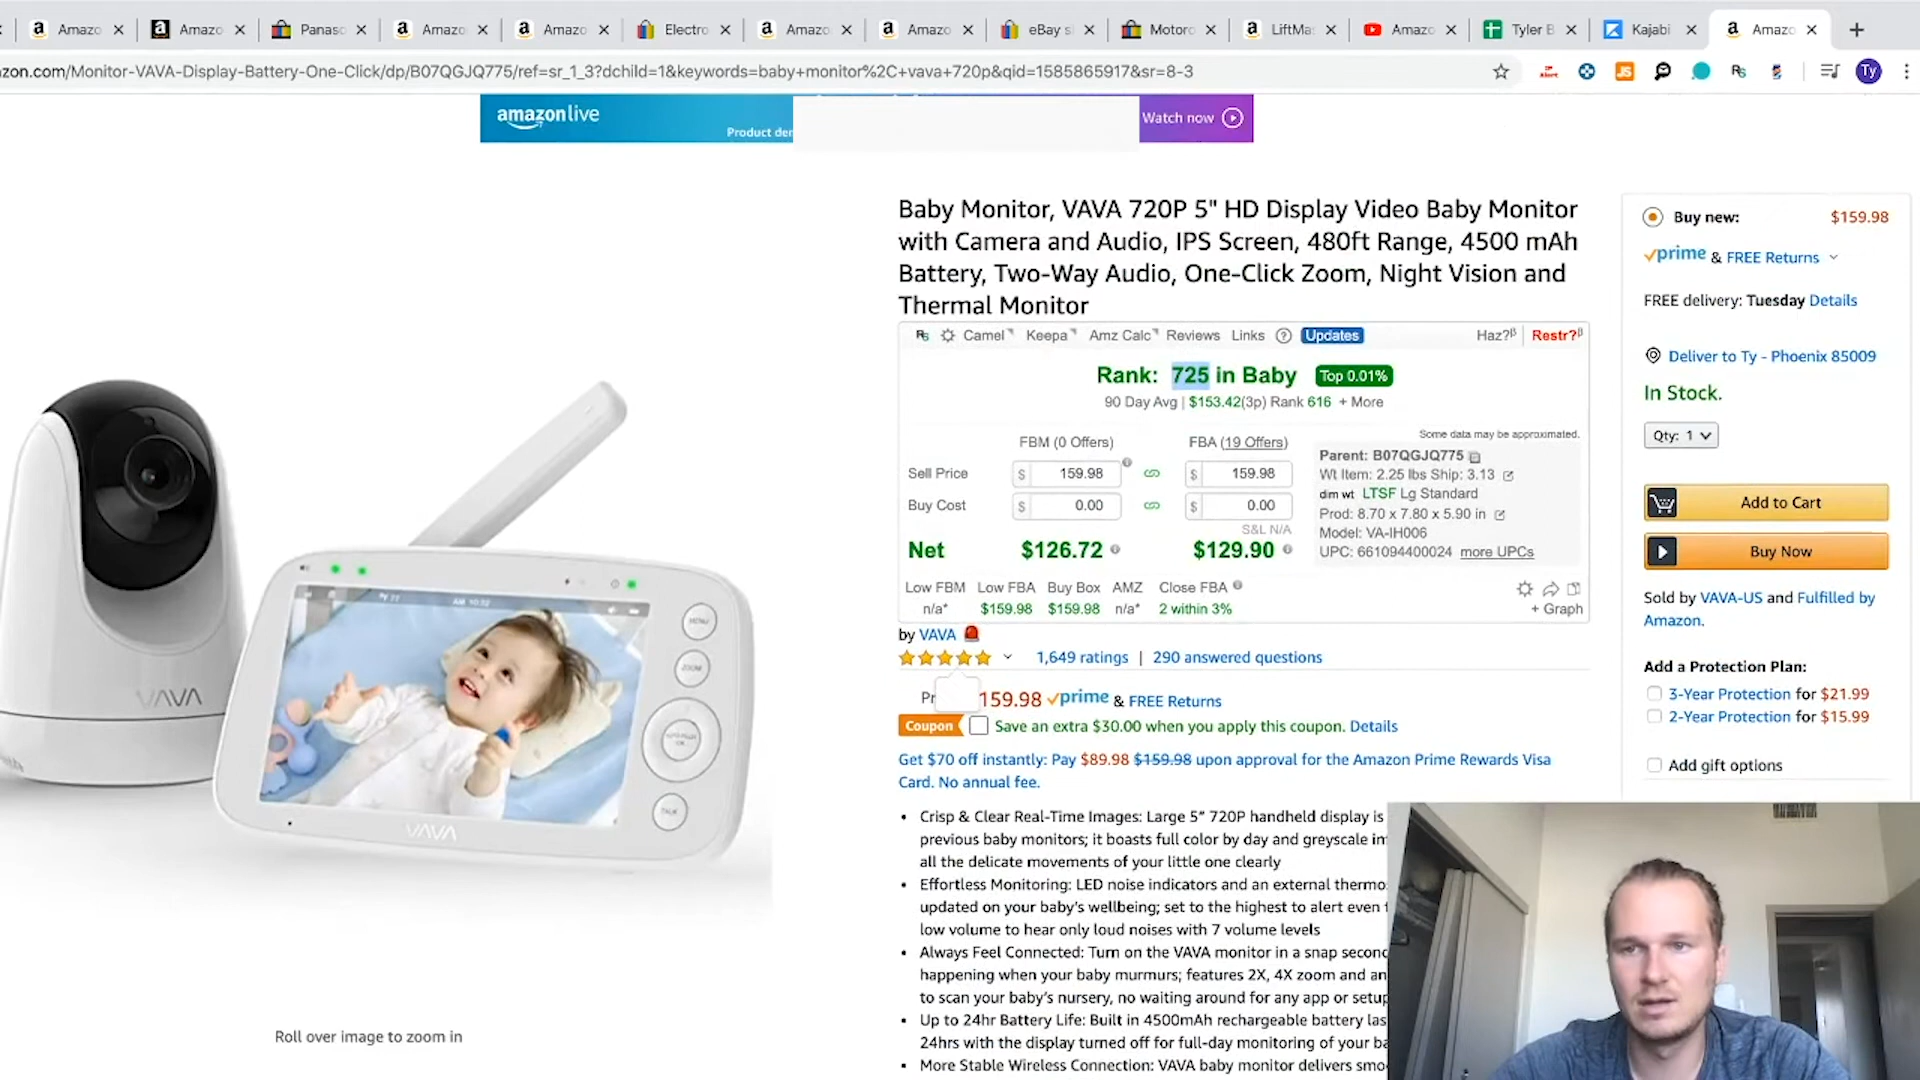 Amazo
Amazo
Panaso
Amazo
Amazo
Electro
Amazo
Amazo
eBay s
Motoro
LiftMa
Amazo
Tyler B
Kajabi
Amazo
zon.com/Monitor-VAVA-Display-Battery-One-Click/dp/B07QGJQ775/ref=sr_1_3?dchild=1&keywords=baby+monitor%2C+vava+720p&qid=1585865917&sr=8-3
Ty
amazonlive
Product der
Watch now
Baby Monitor, VAVA 720P 5" HD Display Video Baby Monitor
with Camera and Audio, IPS Screen, 480ft Range, 4500 mAh
Battery, Two-Way Audio, One-Click Zoom, Night Vision and
Thermal Monitor
Camel Keepa Amz Calc Reviews Links ? Updates Haz?β Restr?β
Rank: 725 in Baby Top 0.01%
90 Day Avg | $153.42(3p) Rank 616 + More
Some data may be approximated.
FBM (0 Offers) FBA (19 Offers)
Sell Price $ 159.98 $ 159.98
Buy Cost $ 0.00 $ 0.00
S&L N/A
Net $126.72 $129.90
Parent: B07QGJQ775
Wt Item: 2.25 lbs Ship: 3.13
dim wt LTSF Lg Standard
Prod: 8.70 x 7.80 x 5.90 in
Model: VA-IH006
UPC: 661094400024 more UPCs
Low FBM Low FBA Buy Box AMZ Close FBA
n/a* $159.98 $159.98 n/a* 2 within 3%
+ Graph
by VAVA
1,649 ratings | 290 answered questions
Pr 159.98 prime & FREE Returns
Coupon Save an extra $30.00 when you apply this coupon. Details
Get $70 off instantly: Pay $89.98 $159.98 upon approval for the Amazon Prime Rewards Visa
Card. No annual fee.
• Crisp & Clear Real-Time Images: Large 5" 720P handheld display is
previous baby monitors; it boasts full color by day and greyscale in
all the delicate movements of your little one clearly
• Effortless Monitoring: LED noise indicators and an external thermo
updated on your baby's wellbeing; set to the highest to alert even
low volume to hear only loud noises with 7 volume levels
• Always Feel Connected: Turn on the VAVA monitor in a snap second
happening when your baby murmurs; features 2X, 4X zoom and an
to scan your baby's nursery, no waiting around for any app or setup
• Up to 24hr Battery Life: Built in 4500mAh rechargeable battery las
24hrs with the display turned off for full-day monitoring of your ba
• More Stable Wireless Connection: VAVA baby monitor delivers smo
Buy new: $159.98
prime & FREE Returns
FREE delivery: Tuesday Details
Deliver to Ty - Phoenix 85009
In Stock.
Qty: 1
Add to Cart
Buy Now
Sold by VAVA-US and Fulfilled by
Amazon.
Add a Protection Plan:
3-Year Protection for $21.99
2-Year Protection for $15.99
Add gift options
VAVA
MENU
ZOOM
TALK
VAVA
Roll over image to zoom in